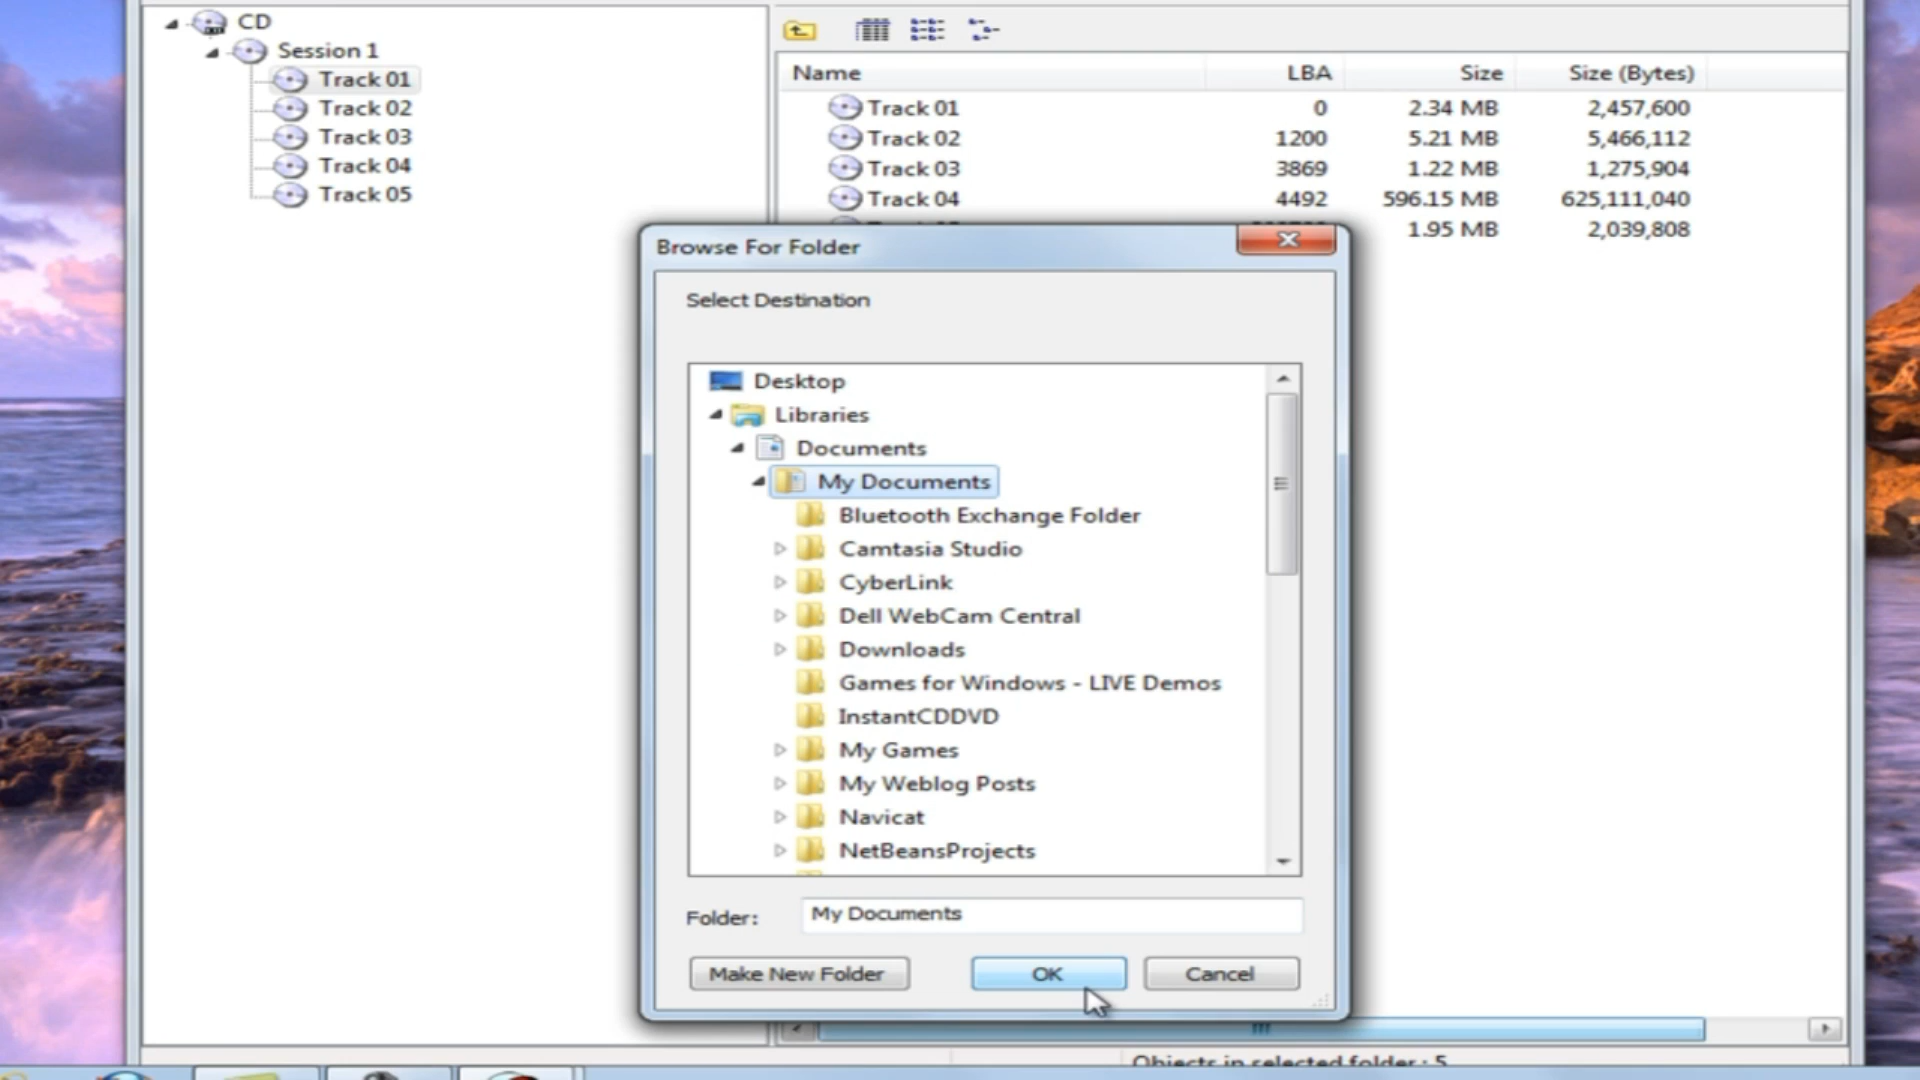 CD
Session 1
Track 01
Track 02
Track 03
Track 04
Track 05
Name LBA Size Size (Bytes)
Track 01 0 2.34 MB 2,457,600
Track 02 1200 5.21 MB 5,466,112
Track 03 3869 1.22 MB 1,275,904
Track 04 4492 596.15 MB 625,111,040
1.95 MB 2,039,808
Browse For Folder
Select Destination
Desktop
Libraries
Documents
My Documents
Bluetooth Exchange Folder
Camtasia Studio
CyberLink
Dell WebCam Central
Downloads
Games for Windows - LIVE Demos
InstantCDDVD
My Games
My Weblog Posts
Navicat
NetBeansProjects
Folder: My Documents
Make New Folder OK Cancel
Objects in selected folder : 5